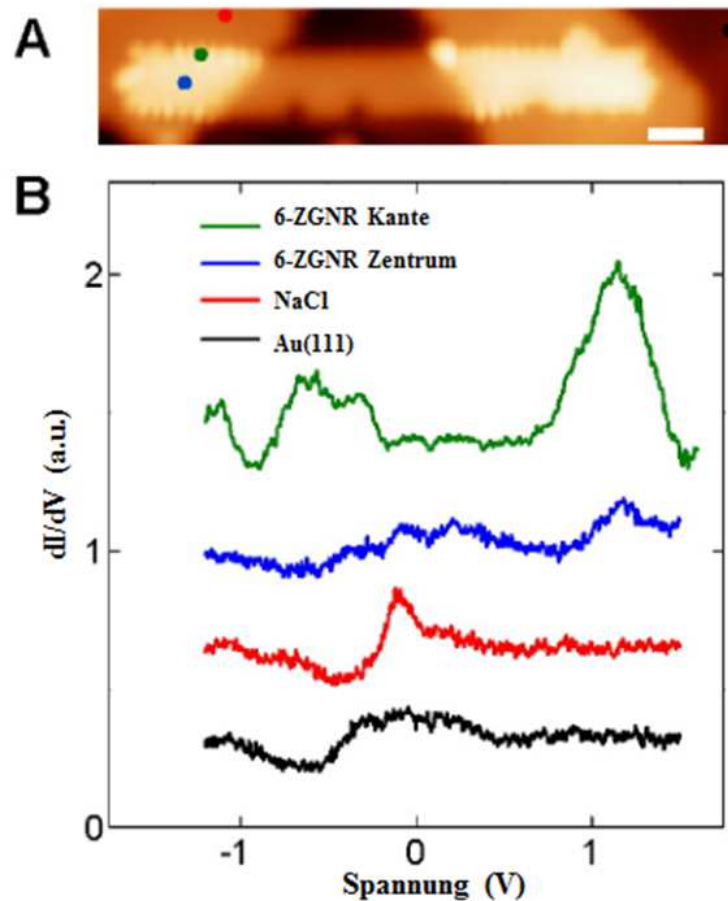 A
B
6-ZGNR Kante
6-ZGNR Zentrum
NaCl
Au(111)
2
1
0
dI/dV (a.u.)
-1 0 1
Spannung (V)